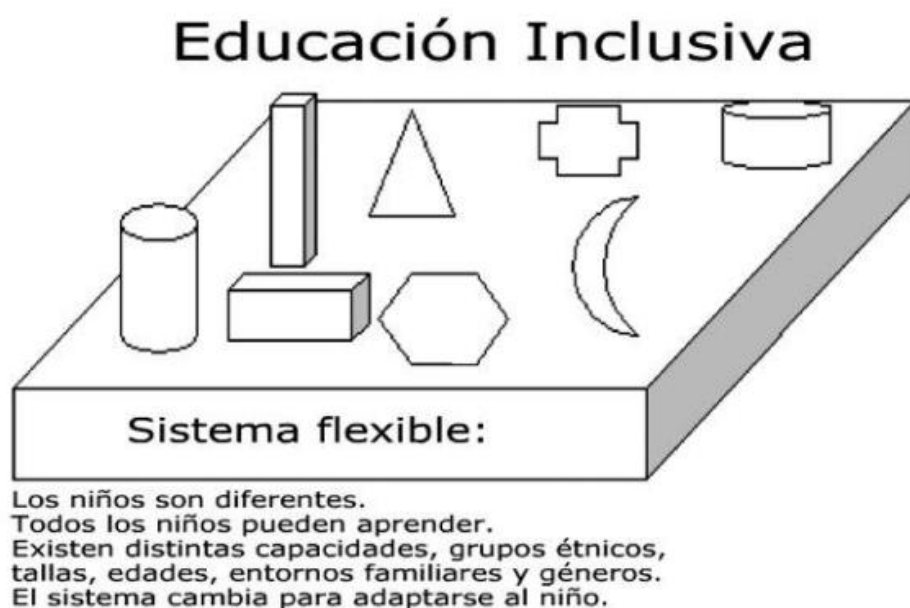 Educación Inclusiva
Sistema flexible:
Los niños son diferentes.
Todos los niños pueden aprender.
Existen distintas capacidades, grupos étnicos,
tallas, edades, entornos familiares y géneros.
El sistema cambia para adaptarse al niño.